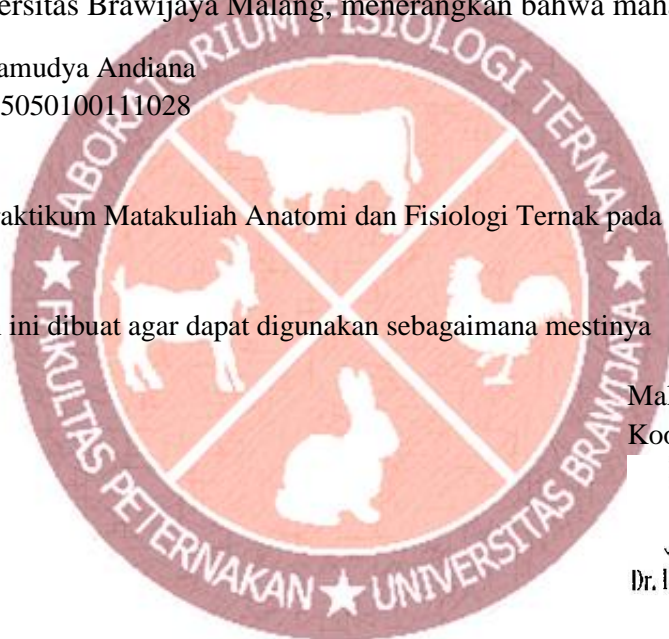 ersitas Brawijaya Malang, menerangkan bahwa mah
amudya Andiana
5050100111028
aktikum Matakuliah Anatomi dan Fisiologi Ternak pada
ini dibuat agar dapat digunakan sebagaimana mestinya
Mal
Koo
Dr. I
LABORATORIUM FISIOLOGI TERNAK
★ FAKULTAS PETERNAKAN ★ UNIVERSITAS BRAWIJAYA ★